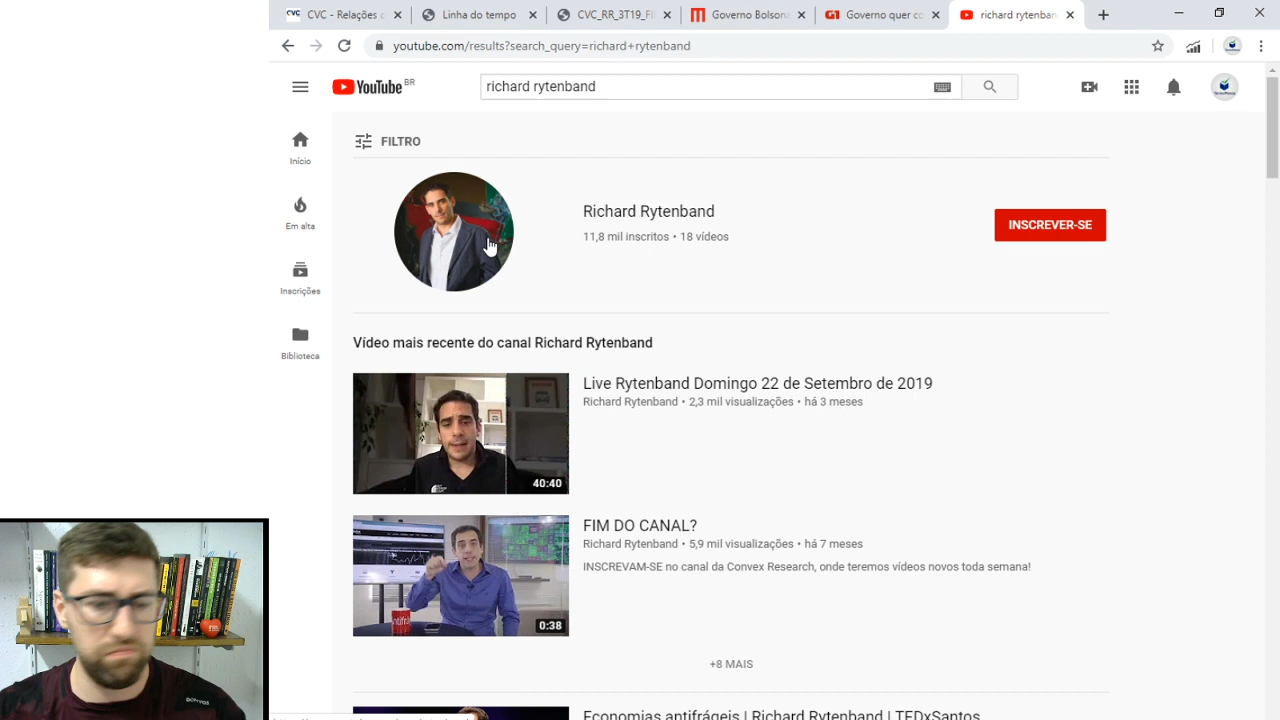 CVC - Relações c
Linha do tempo
CVC_RR_3T19_FI
Governo Bolsona
Governo quer co
richard rytenban
youtube.com/results?search_query=richard+rytenband
YouTube BR
richard rytenband
Início
Em alta
Inscrições
Biblioteca
FILTRO
Richard Rytenband
11,8 mil inscritos • 18 vídeos
INSCREVER-SE
Vídeo mais recente do canal Richard Rytenband
40:40
Live Rytenband Domingo 22 de Setembro de 2019
Richard Rytenband • 2,3 mil visualizações • há 3 meses
0:38
FIM DO CANAL?
Richard Rytenband • 5,9 mil visualizações • há 7 meses
INSCREVAM-SE no canal da Convex Research, onde teremos vídeos novos toda semana!
+8 MAIS
Economias antifrágeis | Richard Rytenband | TEDxSantos